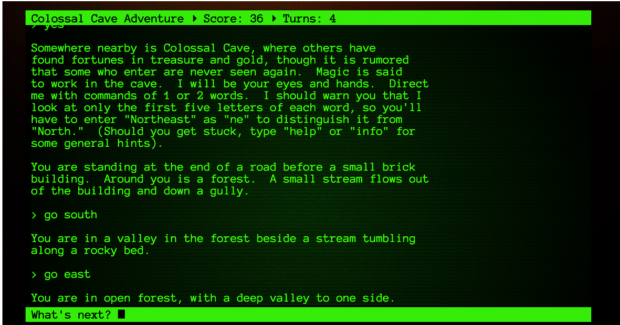 Colossal Cave Adventure ▸ Score: 36 ▸ Turns: 4
> yes
Somewhere nearby is Colossal Cave, where others have
found fortunes in treasure and gold, though it is rumored
that some who enter are never seen again. Magic is said
to work in the cave. I will be your eyes and hands. Direct
me with commands of 1 or 2 words. I should warn you that I
look at only the first five letters of each word, so you'll
have to enter "Northeast" as "ne" to distinguish it from
"North." (Should you get stuck, type "help" or "info" for
some general hints).
You are standing at the end of a road before a small brick
building. Around you is a forest. A small stream flows out
of the building and down a gully.
> go south
You are in a valley in the forest beside a stream tumbling
along a rocky bed.
> go east
You are in open forest, with a deep valley to one side.
What's next?